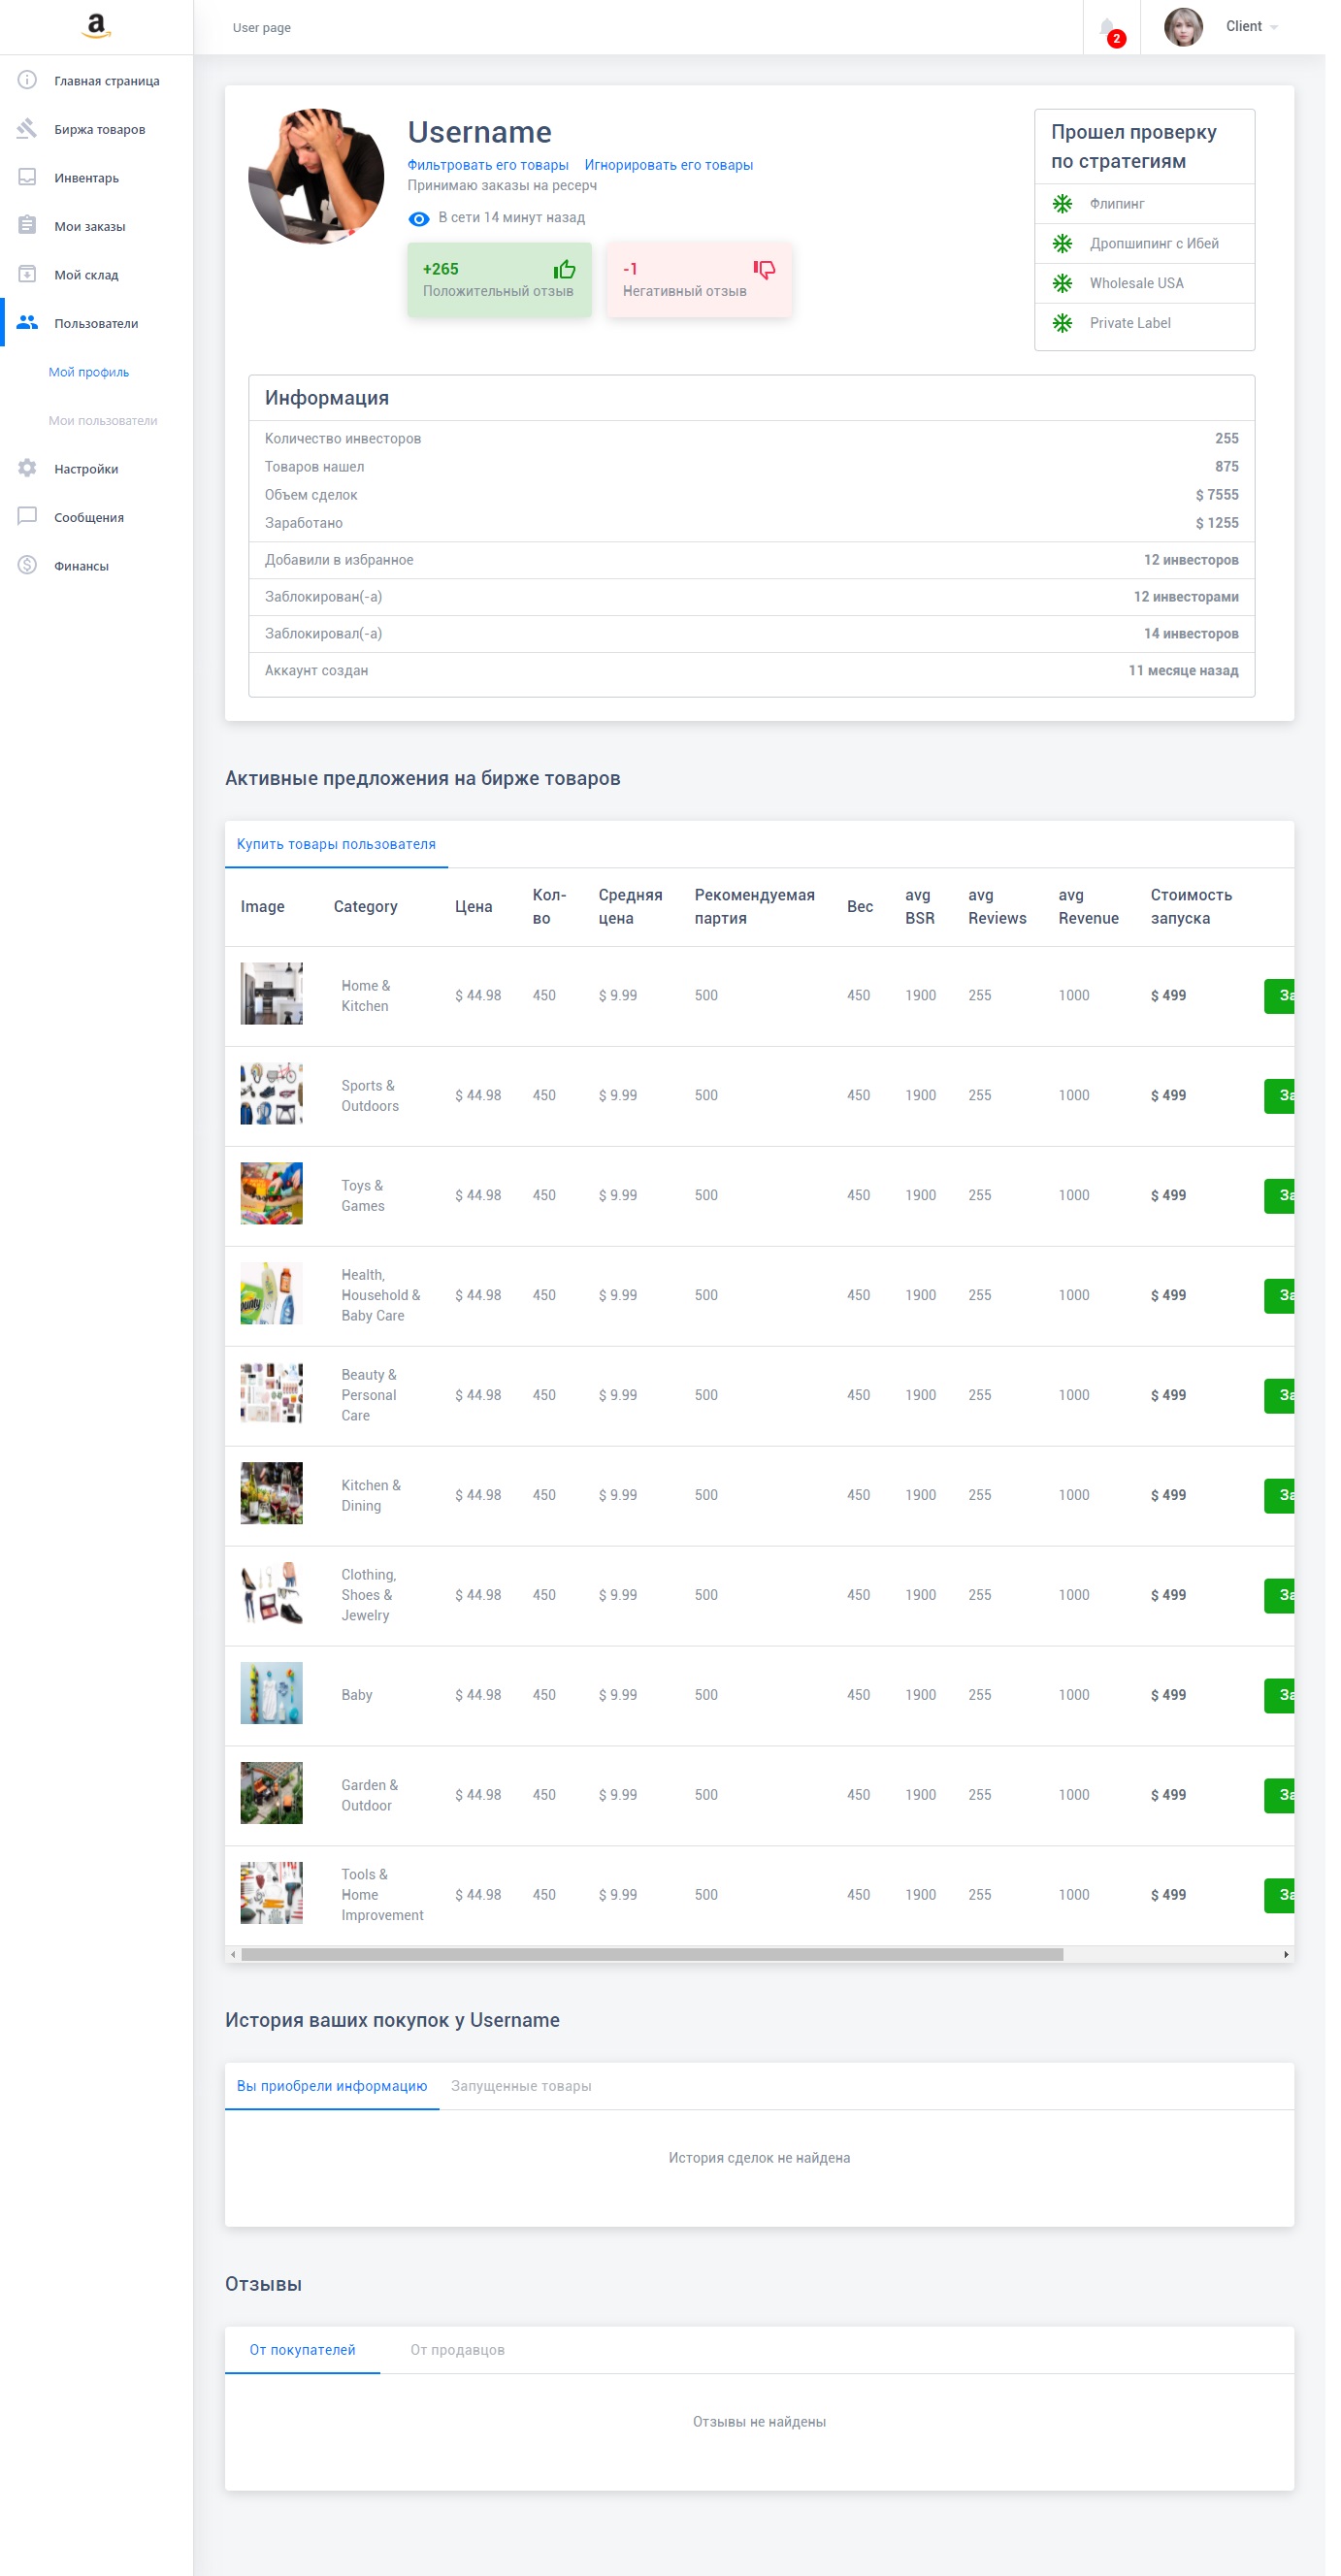 a
User page
2
Client
Главная страница
Биржа товаров
Инвентарь
Мои заказы
Мой склад
Пользователи
Мой профиль
Мои пользователи
Настройки
Сообщения
Финансы
Username
Фильтровать его товары Игнорировать его товары
Принимаю заказы на ресерч
В сети 14 минут назад
+265
Положительный отзыв
-1
Негативный отзыв
Прошел проверку
по стратегиям
Флипинг
Дропшипинг с Ибей
Wholesale USA
Private Label
Информация
Количество инвесторов 255
Товаров нашел 875
Объем сделок $ 7555
Заработано $ 1255
Добавили в избранное 12 инвесторов
Заблокирован(-а) 12 инвесторами
Заблокировал(-а) 14 инвесторов
Аккаунт создан 11 месяце назад
Активные предложения на бирже товаров
Купить товары пользователя
Image Category Цена Кол-во Средняя цена Рекомендуемая партия Вес avg BSR avg Reviews avg Revenue Стоимость запуска
Home & Kitchen $ 44.98 450 $ 9.99 500 450 1900 255 1000 $ 499 За
Sports & Outdoors $ 44.98 450 $ 9.99 500 450 1900 255 1000 $ 499 За
Toys & Games $ 44.98 450 $ 9.99 500 450 1900 255 1000 $ 499 За
Health, Household & Baby Care $ 44.98 450 $ 9.99 500 450 1900 255 1000 $ 499 За
Beauty & Personal Care $ 44.98 450 $ 9.99 500 450 1900 255 1000 $ 499 За
Kitchen & Dining $ 44.98 450 $ 9.99 500 450 1900 255 1000 $ 499 За
Clothing, Shoes & Jewelry $ 44.98 450 $ 9.99 500 450 1900 255 1000 $ 499 За
Baby $ 44.98 450 $ 9.99 500 450 1900 255 1000 $ 499 За
Garden & Outdoor $ 44.98 450 $ 9.99 500 450 1900 255 1000 $ 499 За
Tools & Home Improvement $ 44.98 450 $ 9.99 500 450 1900 255 1000 $ 499 За
История ваших покупок у Username
Вы приобрели информацию Запущенные товары
История сделок не найдена
Отзывы
От покупателей От продавцов
Отзывы не найдены